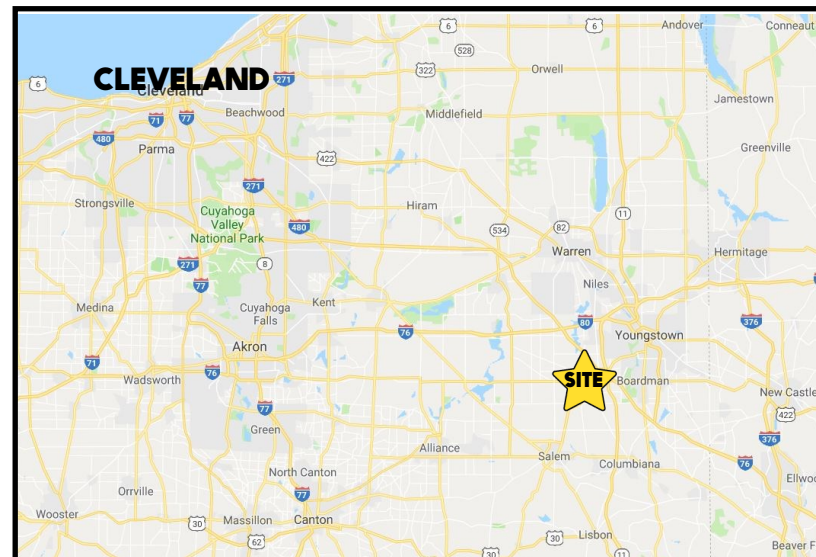 6
6
Andover
Conneaut
528
322
Orwell
CLEVELAND
Cleveland
271
6
Jamestown
Beachwood
Middlefield
71
77
480
Parma
Greenville
422
271
Strongsville
Hiram
Cuyahoga
Valley
National Park
11
480
534
82
Warren
Hermitage
8
271
77
Niles
Medina
Cuyahoga
Falls
Kent
80
376
76
Youngstown
Akron
71
76
Wadsworth
SITE
Boardman
New Castle
77
422
Green
376
Alliance
Salem
Columbiana
76
North Canton
Ellwo
77
Orrville
Wooster
30
Massillon
Canton
30
Lisbon
62
30
11
Beaver F